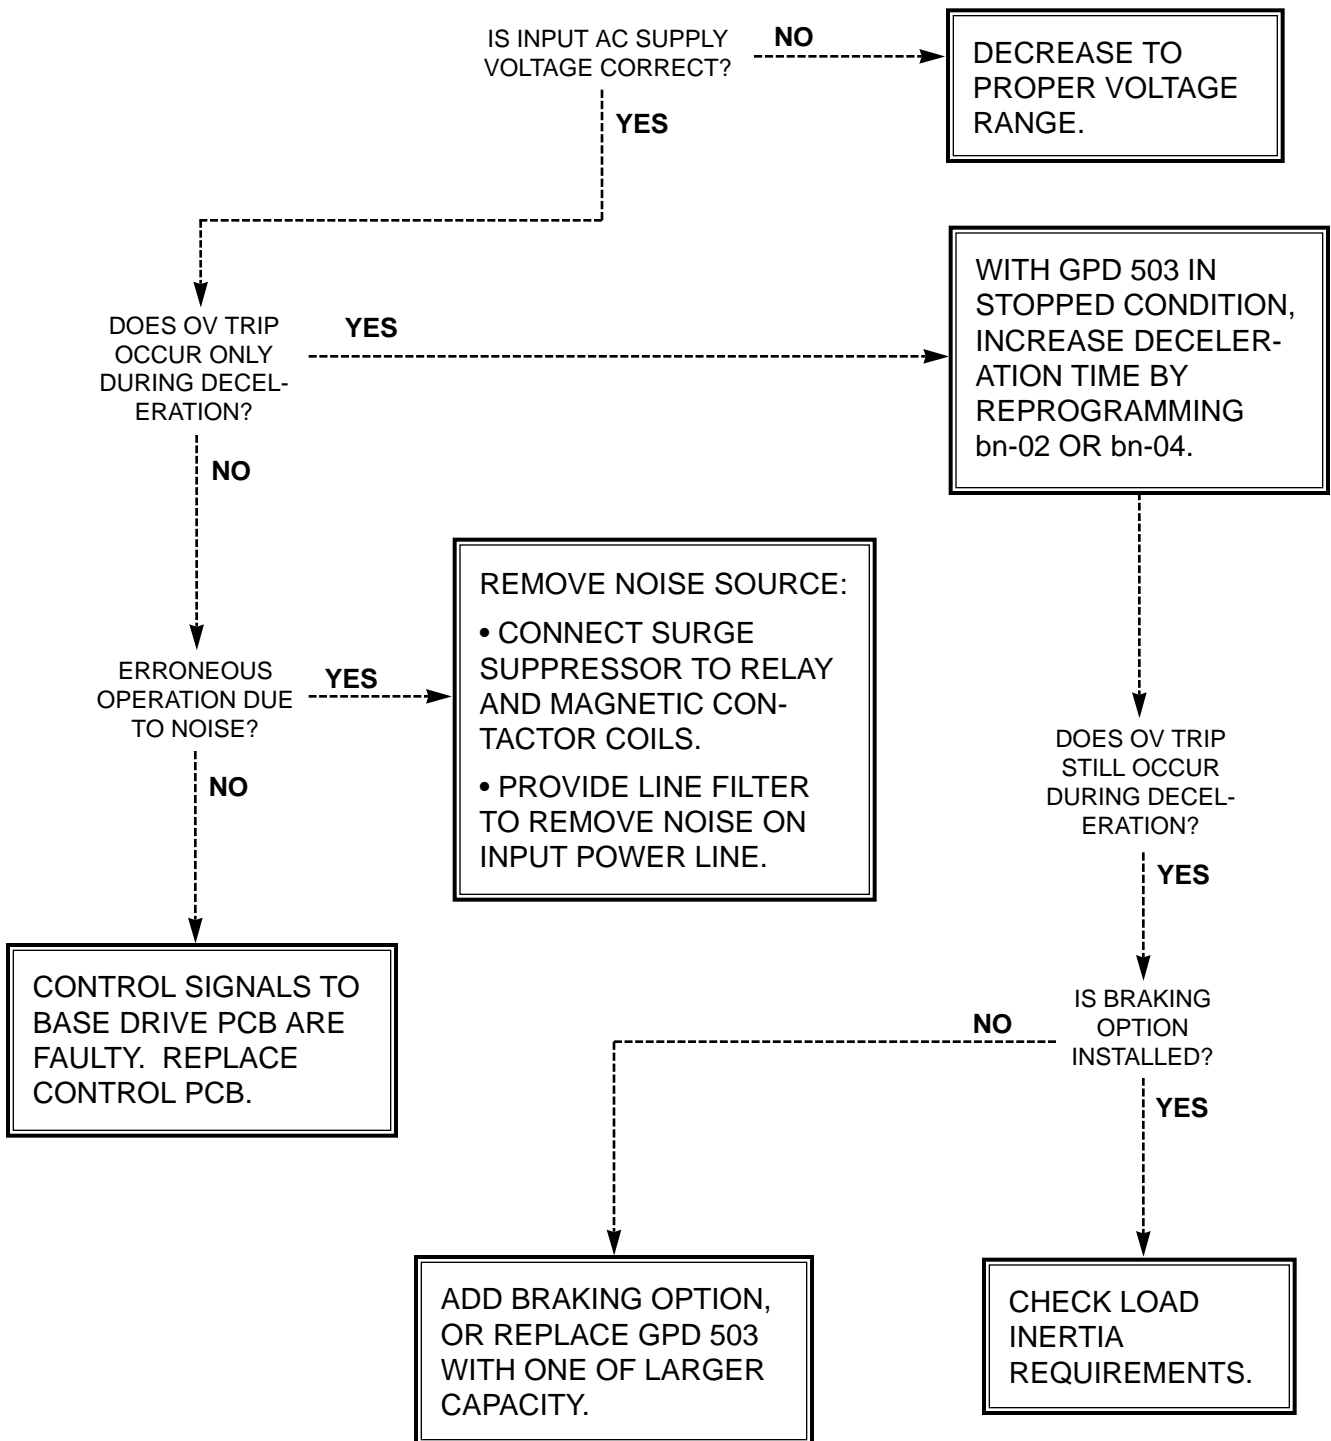 IS INPUT AC SUPPLY
VOLTAGE CORRECT?
NO
DECREASE TO
PROPER VOLTAGE
RANGE.
YES
DOES OV TRIP
OCCUR ONLY
DURING DECEL-
ERATION?
YES
WITH GPD 503 IN
STOPPED CONDITION,
INCREASE DECELER-
ATION TIME BY
REPROGRAMMING
bn-02 OR bn-04.
NO
ERRONEOUS
OPERATION DUE
TO NOISE?
YES
REMOVE NOISE SOURCE:
• CONNECT SURGE
SUPPRESSOR TO RELAY
AND MAGNETIC CON-
TACTOR COILS.
• PROVIDE LINE FILTER
TO REMOVE NOISE ON
INPUT POWER LINE.
DOES OV TRIP
STILL OCCUR
DURING DECEL-
ERATION?
NO
YES
CONTROL SIGNALS TO
BASE DRIVE PCB ARE
FAULTY. REPLACE
CONTROL PCB.
IS BRAKING
OPTION
INSTALLED?
NO
YES
ADD BRAKING OPTION,
OR REPLACE GPD 503
WITH ONE OF LARGER
CAPACITY.
CHECK LOAD
INERTIA
REQUIREMENTS.